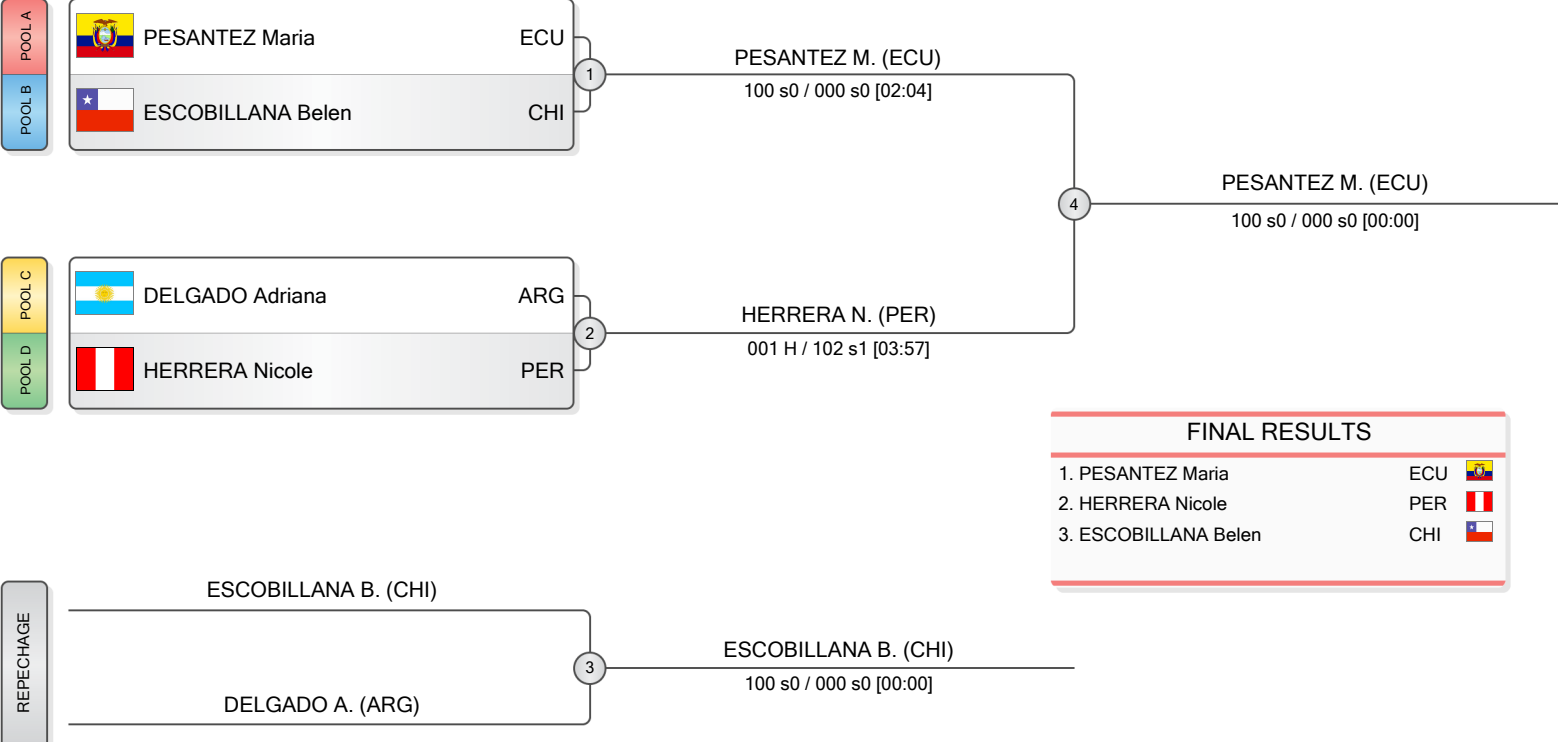 POOL A
PESANTEZ Maria ECU
POOL B
ESCOBILLANA Belen CHI
1
PESANTEZ M. (ECU)
100 s0 / 000 s0 [02:04]
4
PESANTEZ M. (ECU)
100 s0 / 000 s0 [00:00]
POOL C
DELGADO Adriana ARG
POOL D
HERRERA Nicole PER
2
HERRERA N. (PER)
001 H / 102 s1 [03:57]
FINAL RESULTS
1. PESANTEZ Maria ECU
2. HERRERA Nicole PER
3. ESCOBILLANA Belen CHI
REPECHAGE
ESCOBILLANA B. (CHI)
DELGADO A. (ARG)
3
ESCOBILLANA B. (CHI)
100 s0 / 000 s0 [00:00]